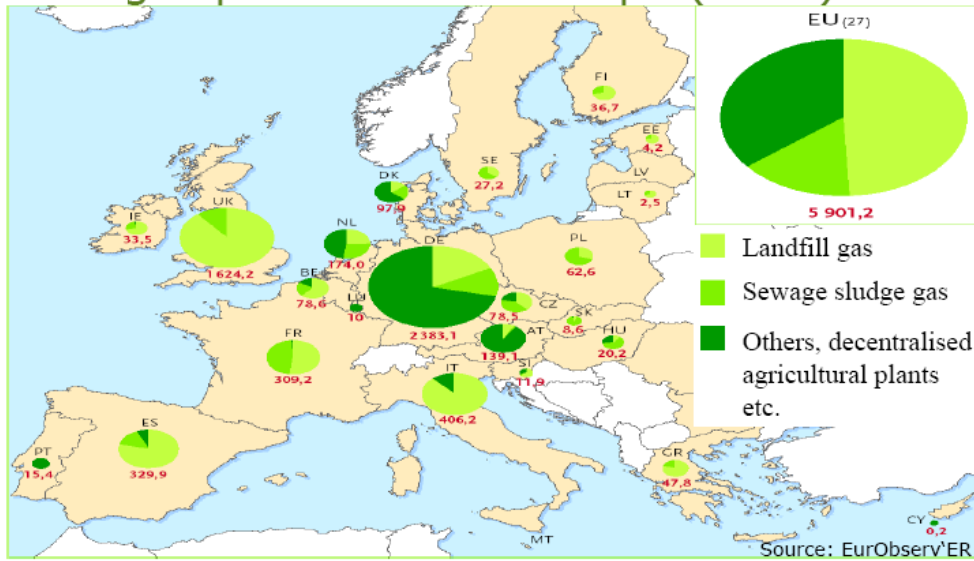 EU (27)
5 901,2
FI
36,7
EE
4,2
SE
27,2
LV
LT
2,5
DK
97,9
IE
33,5
UK
1 624,2
NL
174,0
DE
2 383,1
PL
62,6
BE
78,6
LU
10
CZ
78,5
SK
8,6
AT
139,1
HU
20,2
FR
309,2
SI
11,9
IT
406,2
ES
329,9
PT
15,4
GR
47,8
MT
CY
0,2
Landfill gas
Sewage sludge gas
Others, decentralised
agricultural plants
etc.
Source: EurObserv'ER